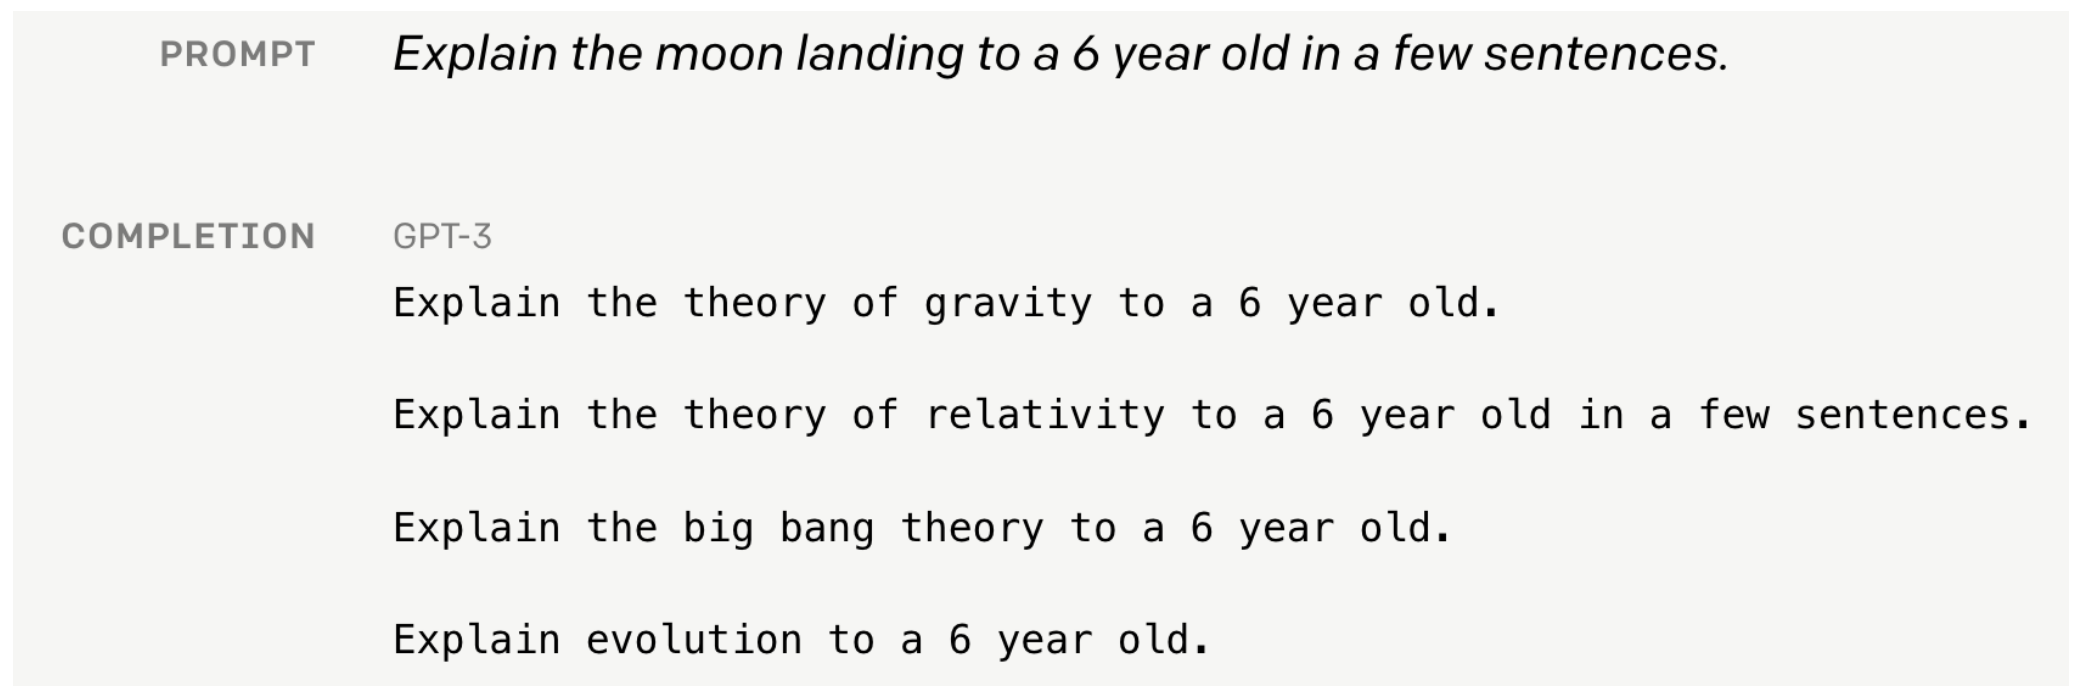 PROMPT Explain the moon landing to a 6 year old in a few sentences.
COMPLETION GPT-3
Explain the theory of gravity to a 6 year old.
Explain the theory of relativity to a 6 year old in a few sentences.
Explain the big bang theory to a 6 year old.
Explain evolution to a 6 year old.